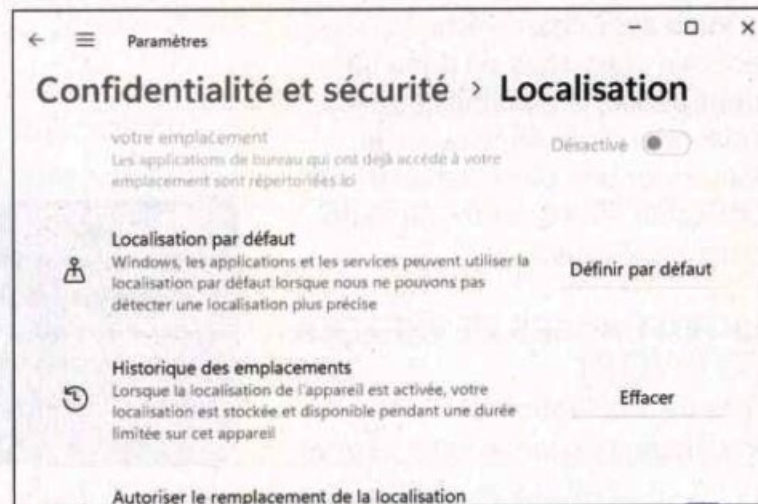 Paramètres
Confidentialité et sécurité > Localisation
votre emplacement
Les applications de bureau qui ont déjà accédé à votre
emplacement sont répertoriées ici
Désactivé
Localisation par défaut
Windows, les applications et les services peuvent utiliser la
localisation par défaut lorsque nous ne pouvons pas
détecter une localisation plus précise
Définir par défaut
Historique des emplacements
Lorsque la localisation de l'appareil est activée, votre
localisation est stockée et disponible pendant une durée
limitée sur cet appareil
Effacer
Autoriser le remplacement de la localisation